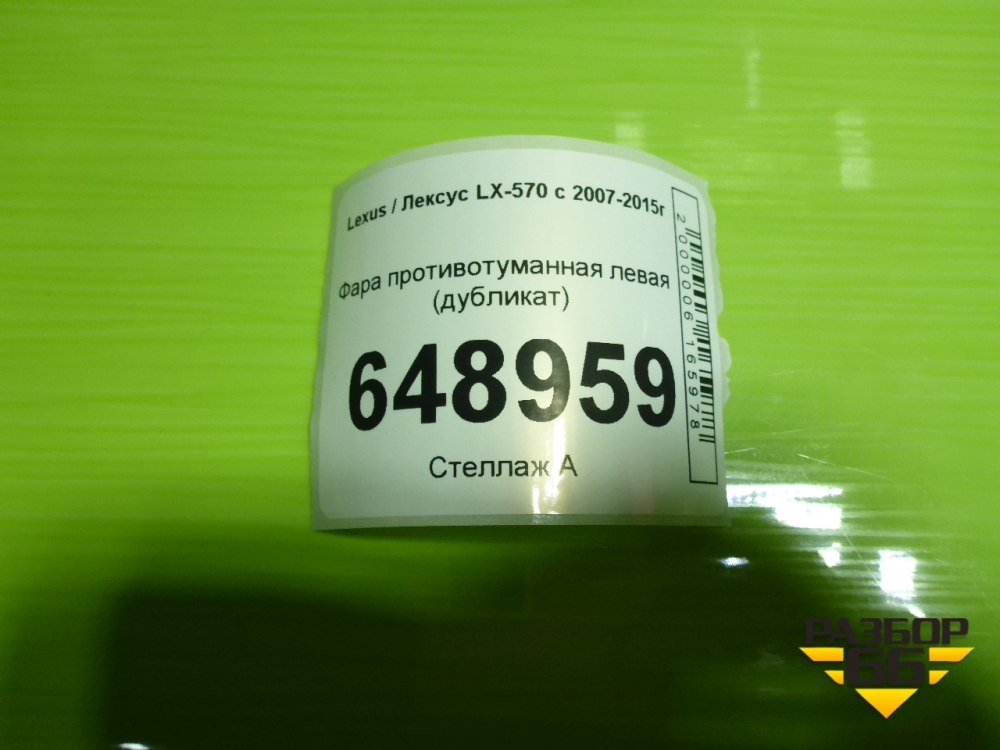 Lexus / Лексус LX-570 с 2007-2015г
Фара противотуманная левая
(дубликат)
648959
Стеллаж А
2000006165978
РАЗБОР
66